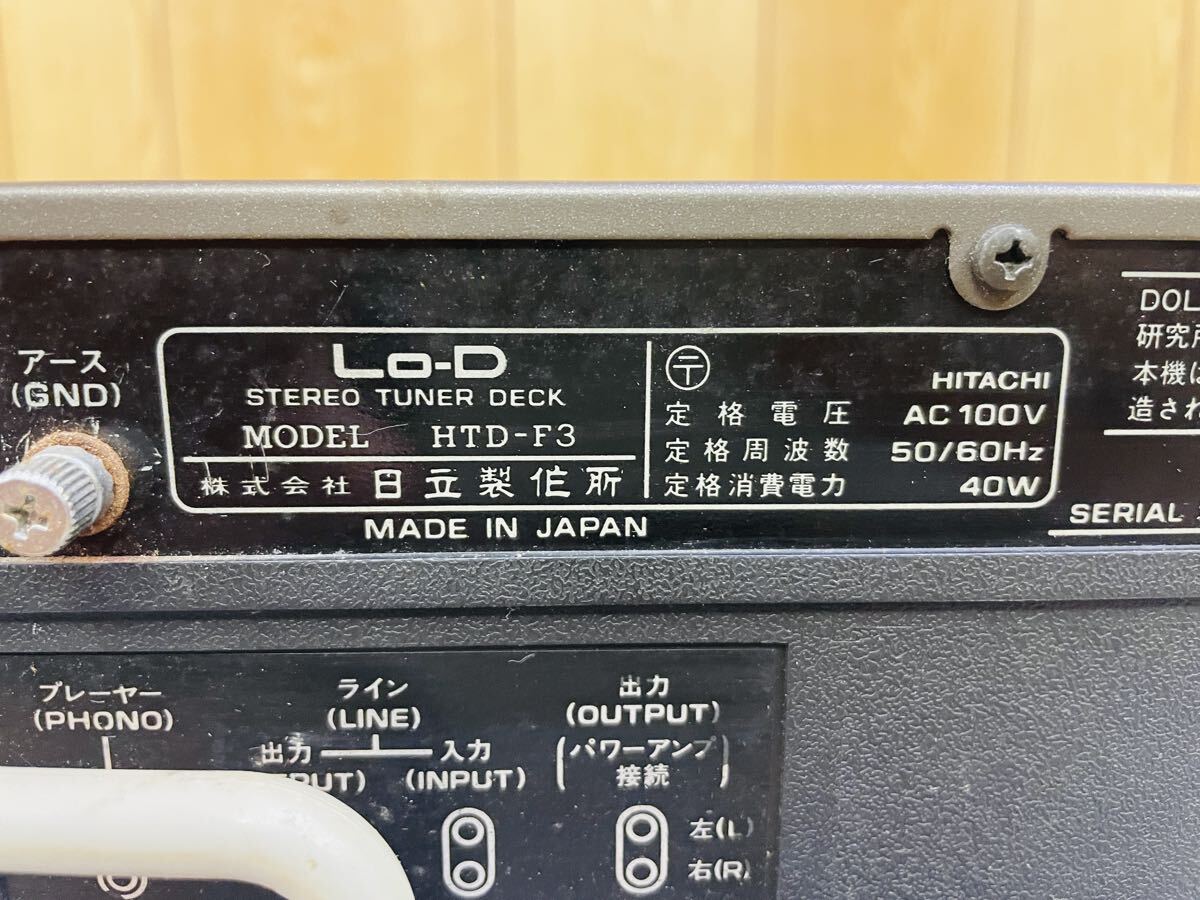 アース
(GND)
Lo-D
STEREO TUNER DECK
MODEL HTD-F3
株式会社 日立製作所
〒
HITACHI
定格電圧 AC 100V
定格周波数 50/60Hz
定格消費電力 40W
MADE IN JAPAN
研究所
本機は
造され
SERIAL
プレーヤー
(PHONO)
ライン
(LINE)
出力 入力
(INPUT)
出力
(OUTPUT)
(パワーアンプ
接続)
左(L)
右(R)